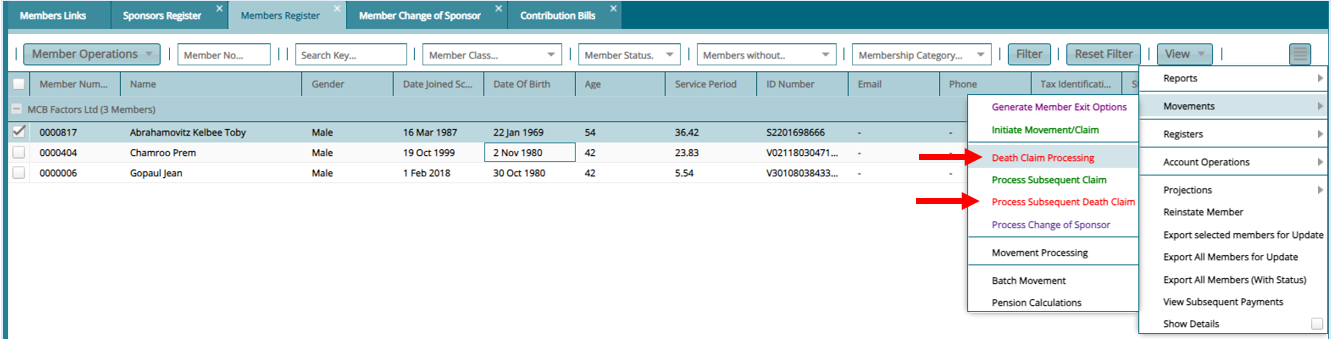 Members Links Sponsors Register × Members Register × Member Change of Sponsor × Contribution Bills ×
Member Operations Member No... Search Key... Member Class... Member Status. Members without.. Membership Category... Filter Reset Filter View
Member Num... Name Gender Date Joined Sc... Date Of Birth Age Service Period ID Number Email Phone Tax Identificati... S
MCB Factors Ltd (3 Members)
0000817 Abrahamovitz Kelbee Toby Male 16 Mar 1987 22 Jan 1969 54 36.42 S2201698666 - -
0000404 Chamroo Prem Male 19 Oct 1999 2 Nov 1980 42 23.83 V02118030471... - -
0000006 Gopaul Jean Male 1 Feb 2018 30 Oct 1980 42 5.54 V30108038433... - -
Generate Member Exit Options
Initiate Movement/Claim
Death Claim Processing
Process Subsequent Claim
Process Subsequent Death Claim
Process Change of Sponsor
Movement Processing
Batch Movement
Pension Calculations
Reports
Movements
Registers
Account Operations
Projections
Reinstate Member
Export selected members for Update
Export All Members for Update
Export All Members (With Status)
View Subsequent Payments
Show Details